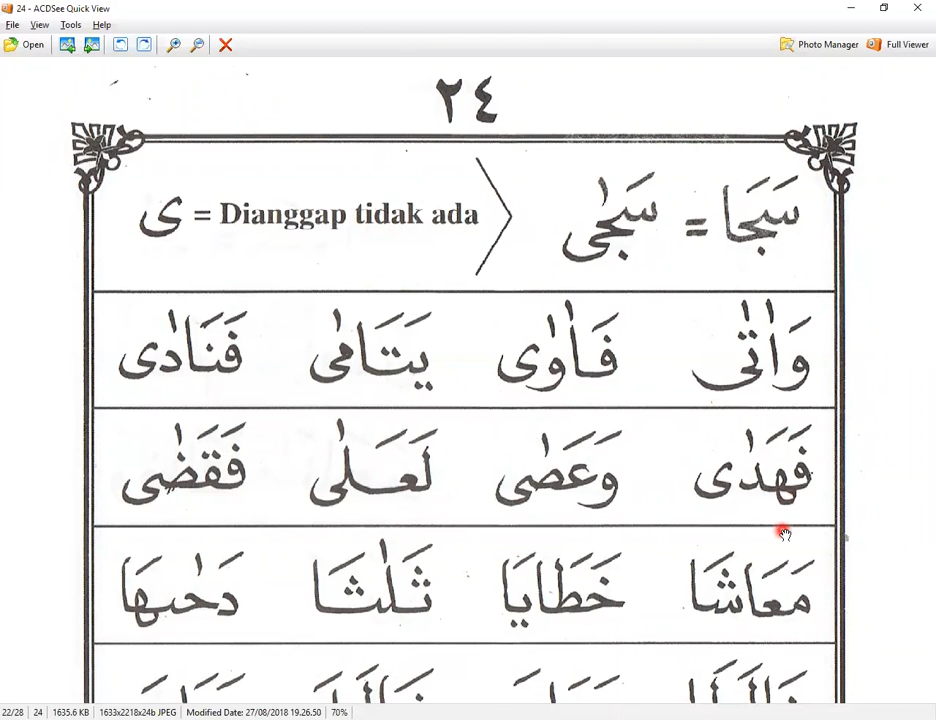 24 - ACDSee Quick View
File View Tools Help
Open Photo Manager Full Viewer
٢٤
سَجَا = سَجٰى ى = Dianggap tidak ada
وَاٰتٰى فَاٰوٰى يَتَامٰى فَنَادٰى
فَهَدٰى وَعَصٰى لَعَلٰى فَقَضٰى
مَعَاشَا خَطَايَا ثَلٰثَا دَحٰىهَا
22/28 24 1635.6 KB 1633x2218x24b JPEG Modified Date: 27/08/2018 19.26.50 70%